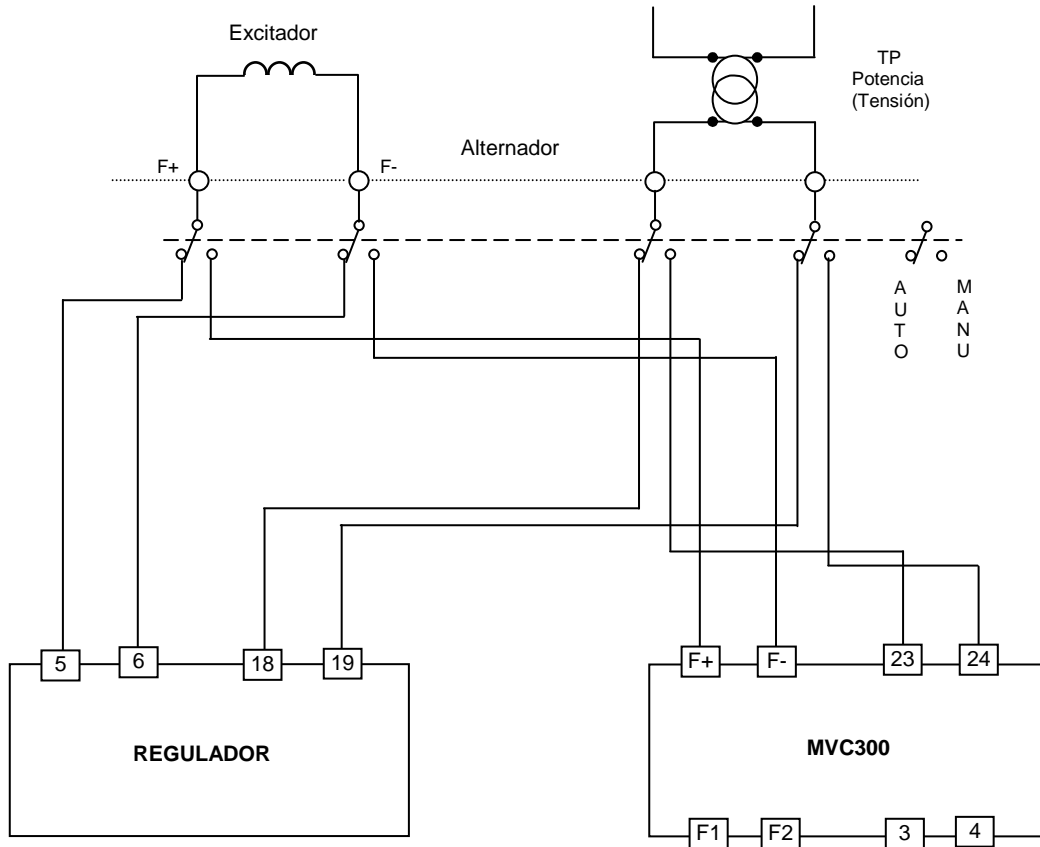 Excitador
TP
Potencia
(Tensión)
Alternador
F+
F-
A
U
T
O
M
A
N
U
5
6
18
19
F+
F-
23
24
REGULADOR
MVC300
F1
F2
3
4